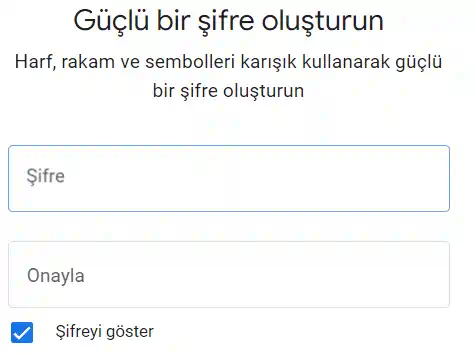 Güçlü bir şifre oluşturun
Harf, rakam ve sembolleri karışık kullanarak güçlü
bir şifre oluşturun
Şifre
Onayla
Şifreyi göster